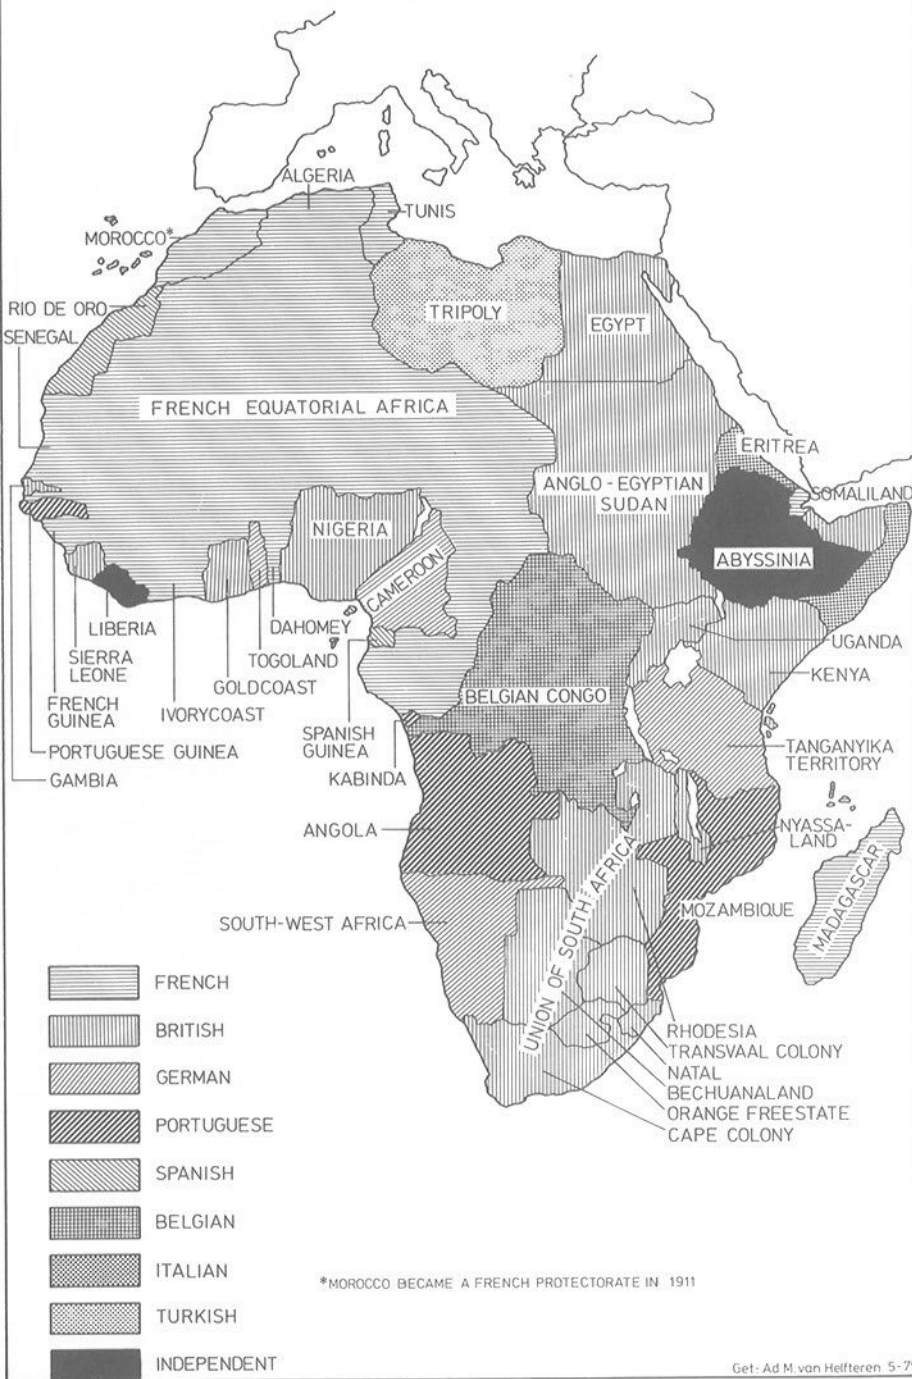 ALGERIA
TUNIS
MOROCCO*
RIO DE ORO
SENEGAL
TRIPOLY
EGYPT
FRENCH EQUATORIAL AFRICA
ERITREA
ANGLO-EGYPTIAN
SUDAN
SOMALILAND
NIGERIA
ABYSSINIA
CAMEROON
LIBERIA
DAHOMEY
SIERRA
LEONE
TOGOLAND
GOLDCOAST
FRENCH
GUINEA
IVORYCOAST
UGANDA
KENYA
BELGIAN CONGO
SPANISH
GUINEA
PORTUGUESE GUINEA
GAMBIA
KABINDA
TANGANYIKA
TERRITORY
ANGOLA
NYASSA-
LAND
MADAGASCAR
MOZAMBIQUE
SOUTH-WEST AFRICA
UNION OF SOUTH AFRICA
RHODESIA
TRANSVAAL COLONY
NATAL
BECHUANALAND
ORANGE FREESTATE
CAPE COLONY
FRENCH
BRITISH
GERMAN
PORTUGUESE
SPANISH
BELGIAN
ITALIAN
TURKISH
INDEPENDENT
*MOROCCO BECAME A FRENCH PROTECTORATE IN 1911
Get: Ad M. van Helfteren